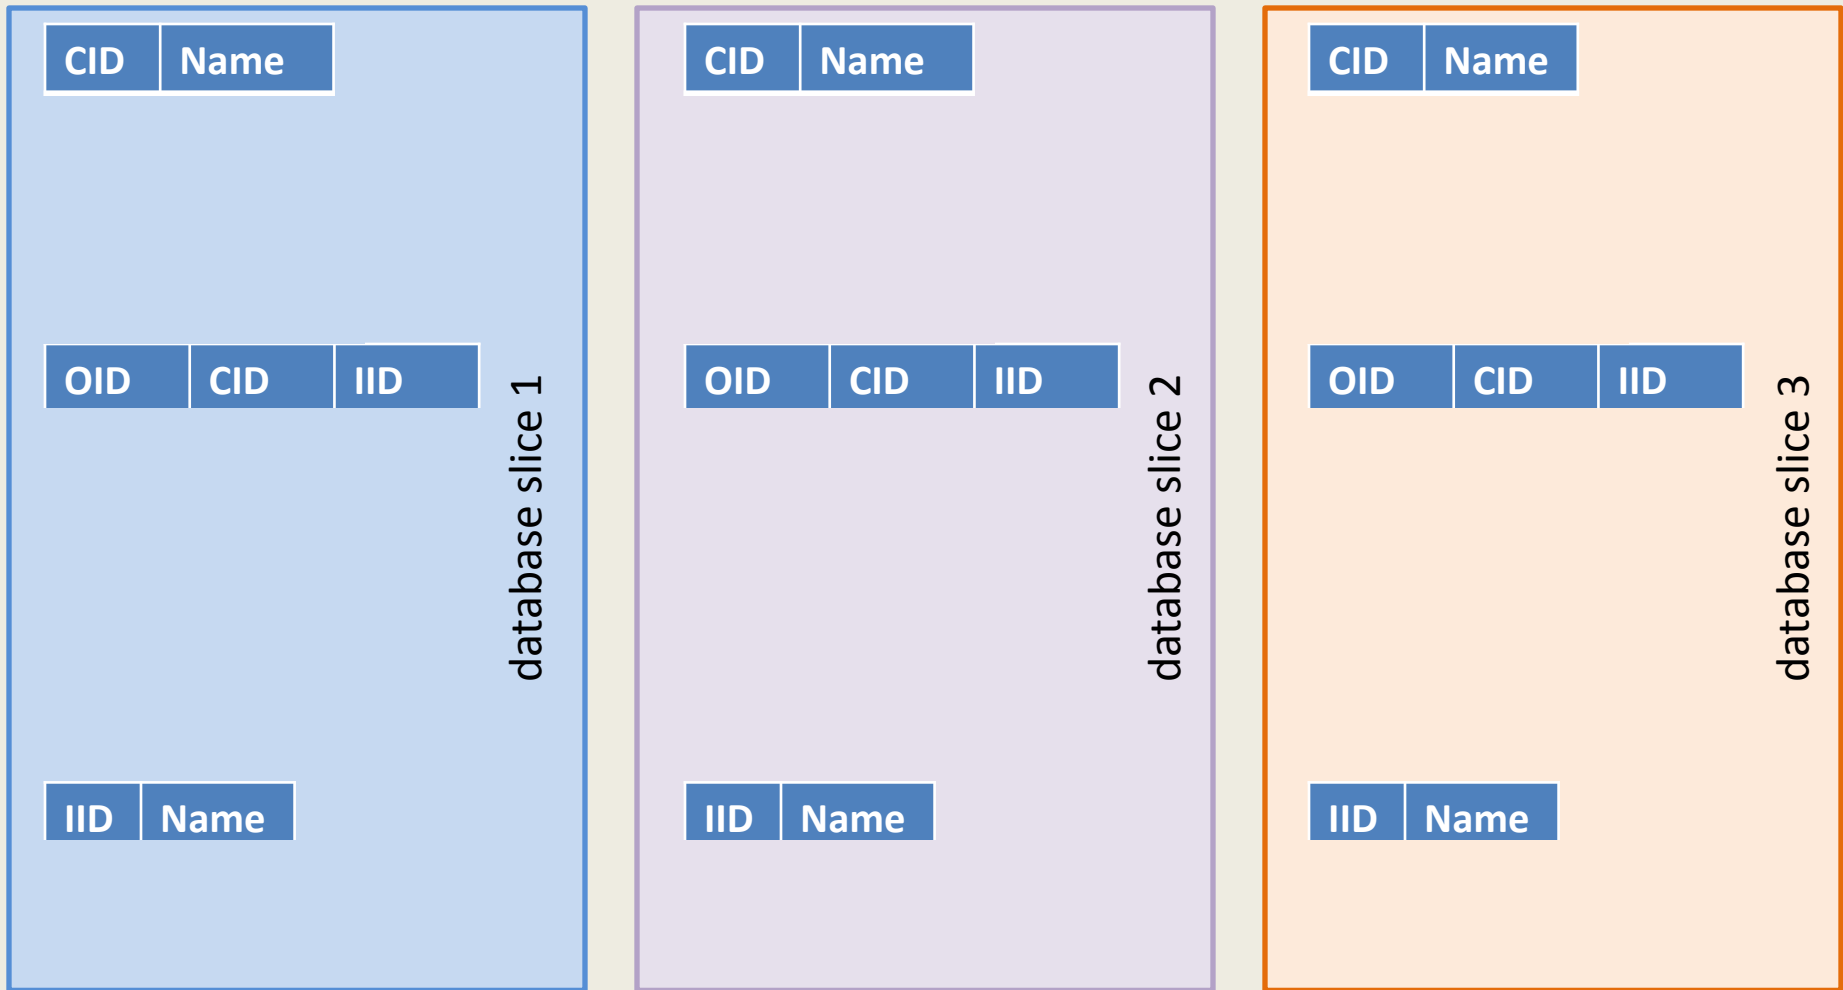 CID Name
OID CID IID
database slice 1
IID Name
CID Name
OID CID IID
database slice 2
IID Name
CID Name
OID CID IID
database slice 3
IID Name